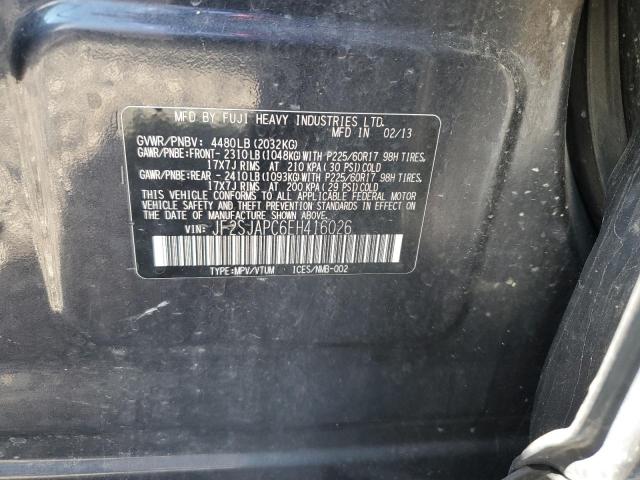 MFD BY FUJI HEAVY INDUSTRIES LTD.
MFD IN 02/13
GVWR/PNBV: 4480LB(2032KG)
GAWR/PNBE:FRONT-2310LB(1048KG)WITH P225/60R17 98H TIRES,
17X7J RIMS AT 210 KPA(30 PSI)COLD
GAWR/PNBE:REAR -2410LB(1093KG)WITH P225/60R17 98H TIRES,
17X7J RIMS AT 200 KPA(29 PSI)COLD
THIS VEHICLE CONFORMS TO ALL APPLICABLE FEDERAL MOTOR
VEHICLE SAFETY AND THEFT PREVENTION STANDARDS IN EFFECT ON THE
DATE OF MANUFACTURE SHOWN ABOVE.
VIN: JF2SJAPC6EH416026
TYPE:MPV/VTUM ICES/NMB-002